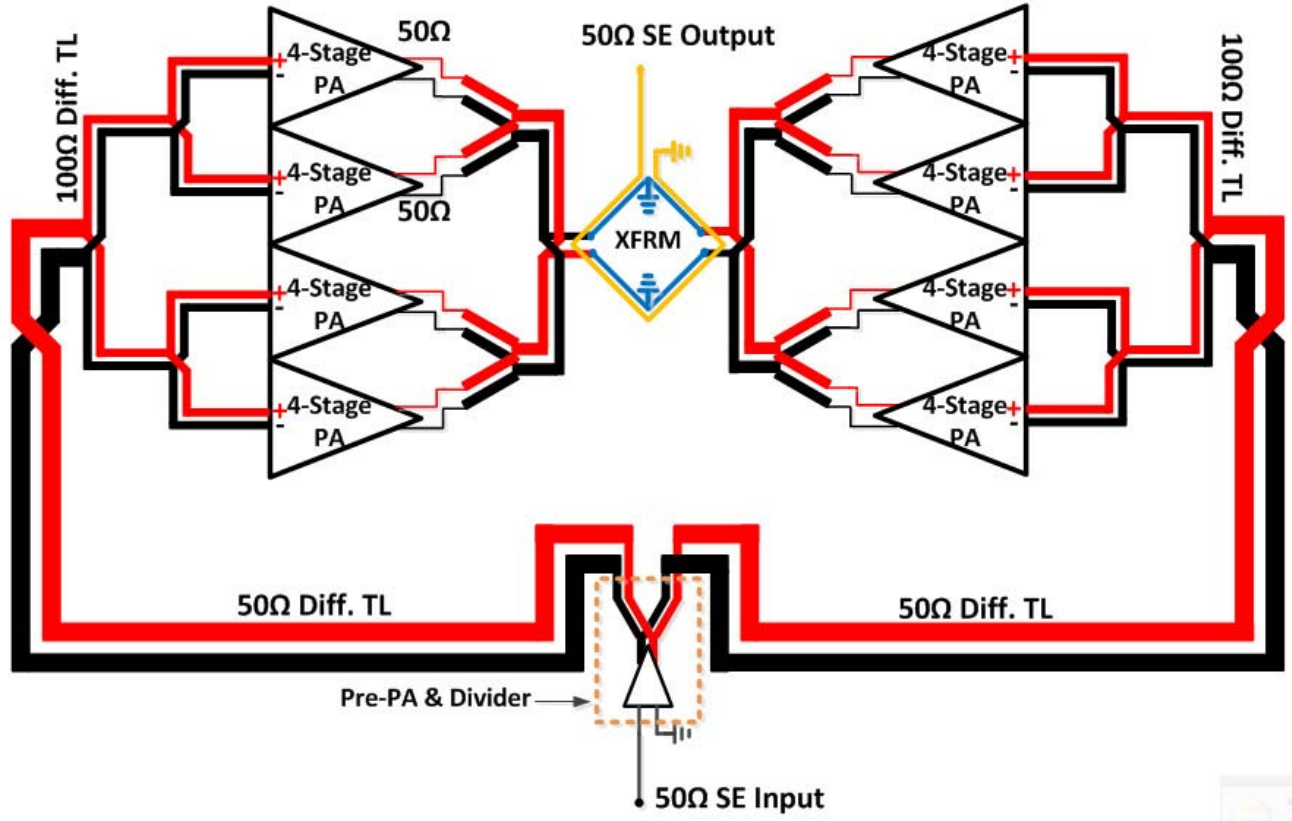 50Ω
50Ω SE Output
100Ω Diff. TL
100Ω Diff. TL
+ 4-Stage
- PA
4-Stage +
PA -
+ 4-Stage
- PA
50Ω
4-Stage +
PA -
XFRM
+ 4-Stage
- PA
4-Stage +
PA -
+ 4-Stage
- PA
4-Stage +
PA -
50Ω Diff. TL
50Ω Diff. TL
Pre-PA & Divider
50Ω SE Input